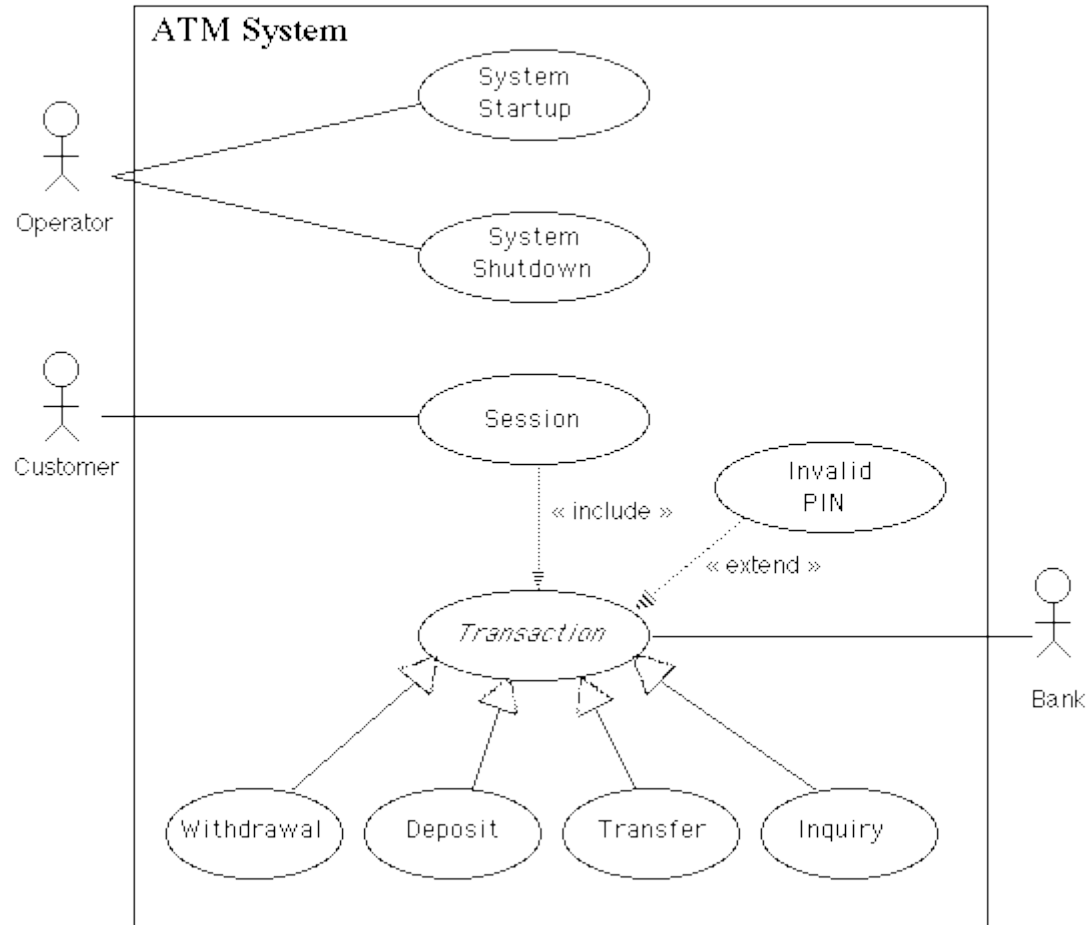 ATM System
System
Startup
Operator
System
Shutdown
Customer
Session
Invalid
PIN
« include »
« extend »
Transaction
Bank
Withdrawal
Deposit
Transfer
Inquiry